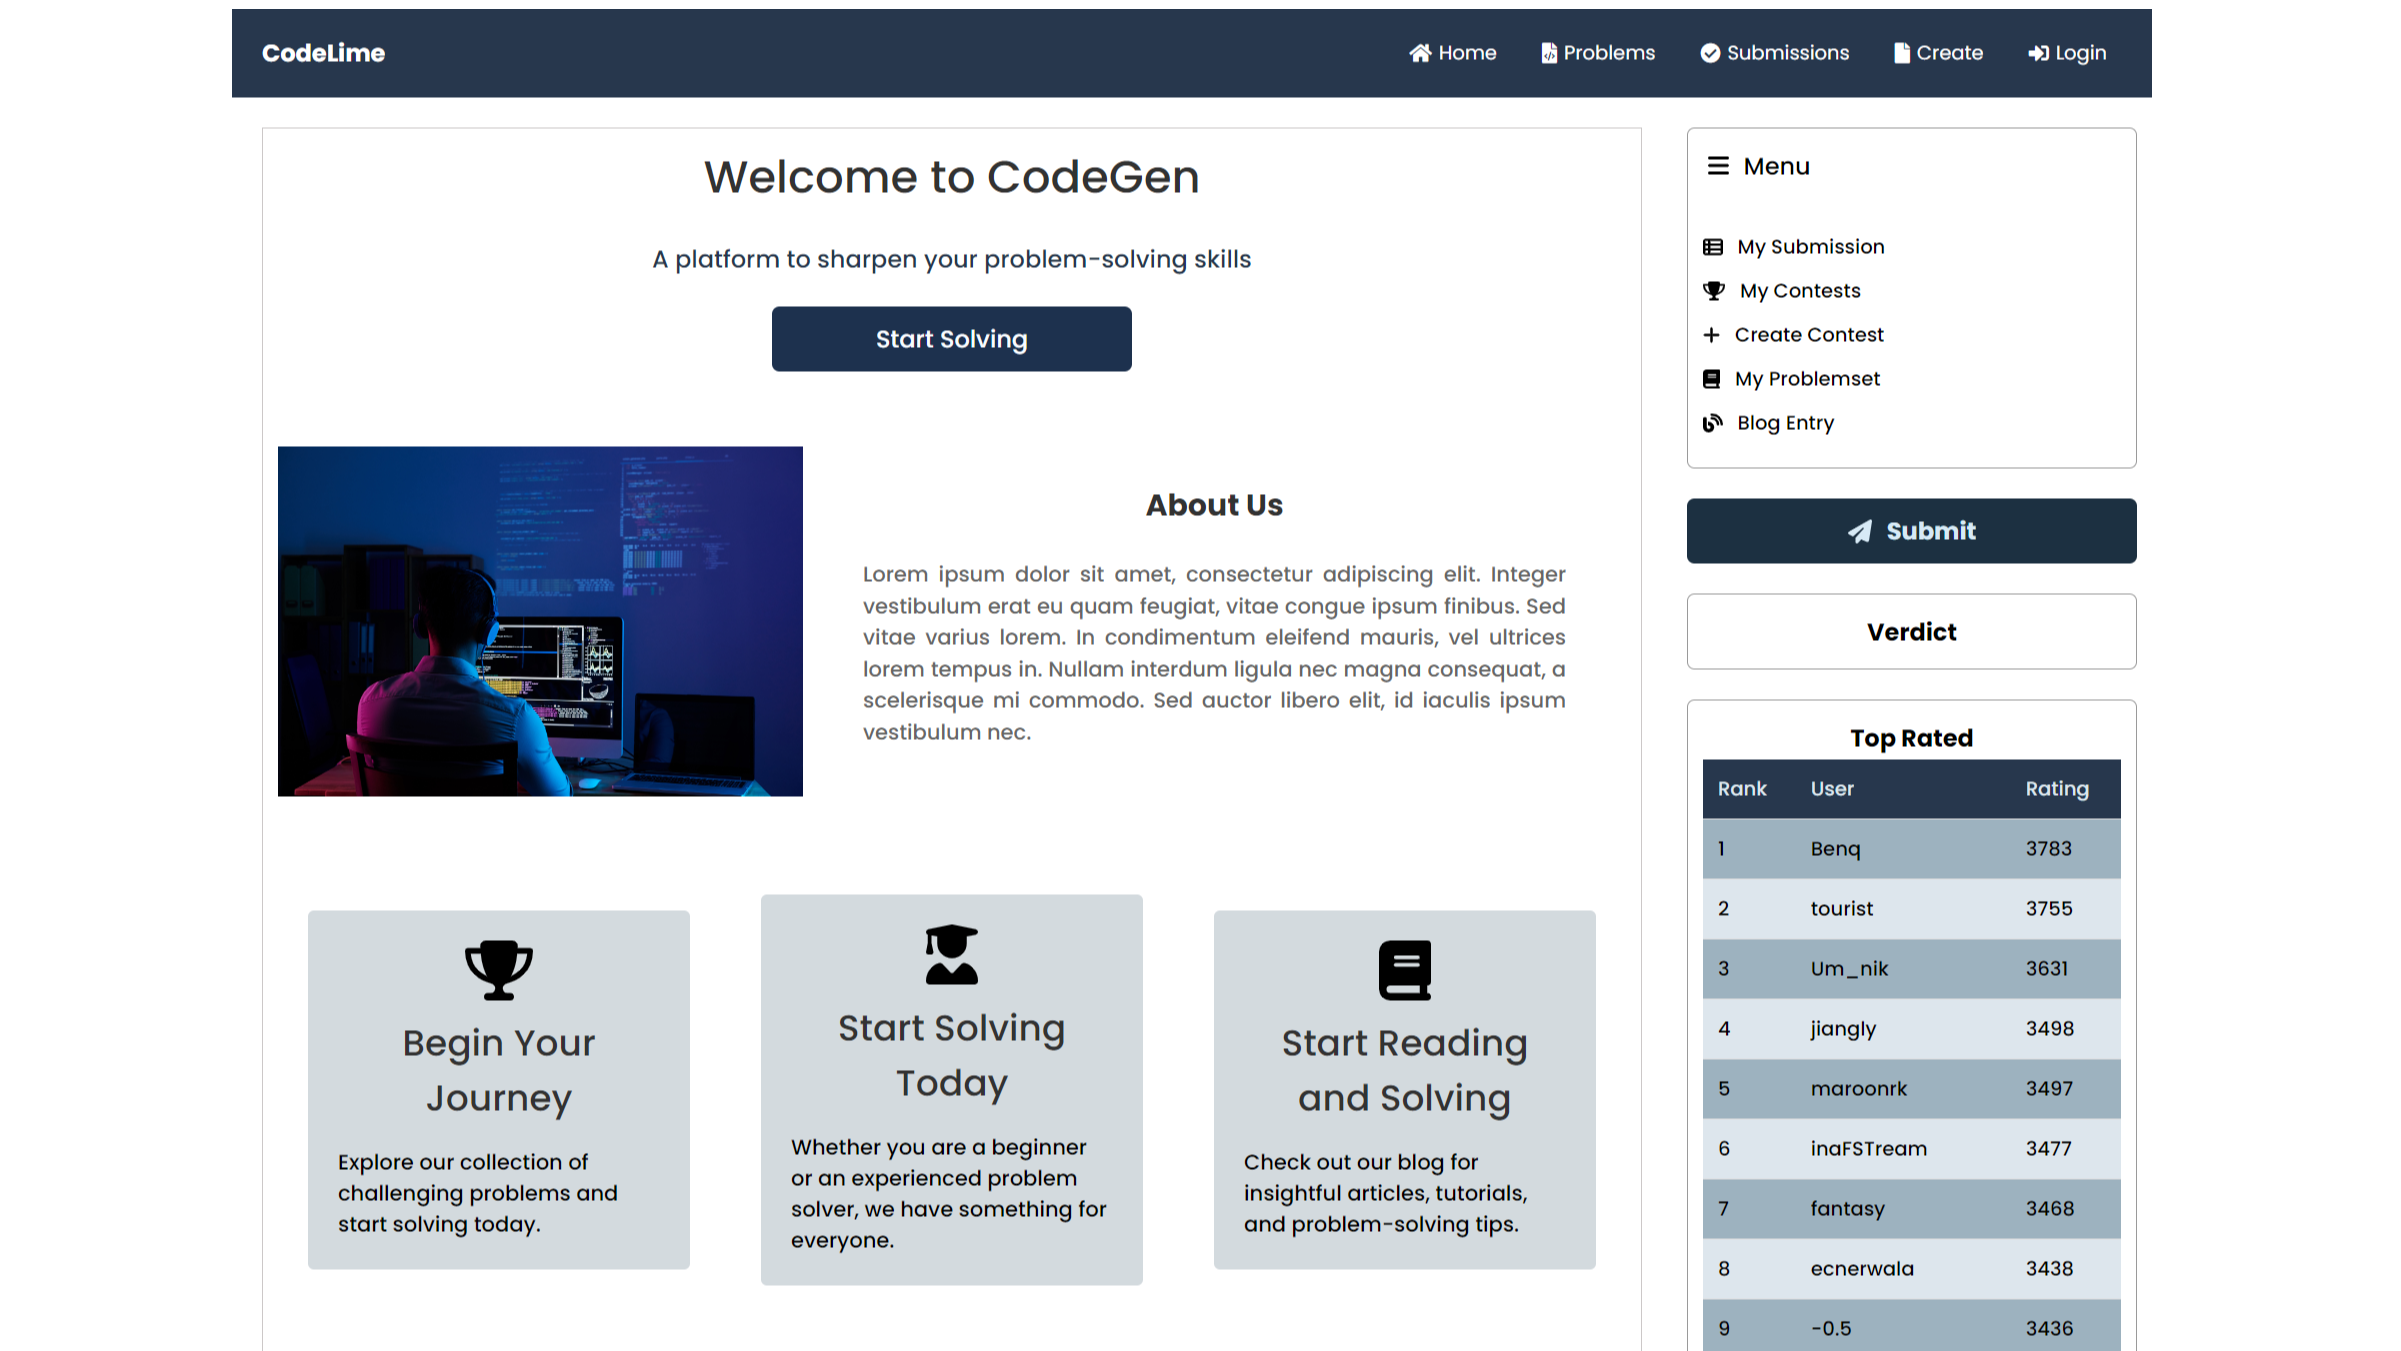 CodeLime
Home
Problems
Submissions
Create
Login
Welcome to CodeGen
A platform to sharpen your problem-solving skills
Start Solving
About Us
Lorem ipsum dolor sit amet, consectetur adipiscing elit. Integer
vestibulum erat eu quam feugiat, vitae congue ipsum finibus. Sed
vitae varius lorem. In condimentum eleifend mauris, vel ultrices
lorem tempus in. Nullam interdum ligula nec magna consequat, a
scelerisque mi commodo. Sed auctor libero elit, id iaculis ipsum
vestibulum nec.
Begin Your
Journey
Explore our collection of
challenging problems and
start solving today.
Start Solving
Today
Whether you are a beginner
or an experienced problem
solver, we have something for
everyone.
Start Reading
and Solving
Check out our blog for
insightful articles, tutorials,
and problem-solving tips.
Menu
My Submission
My Contests
Create Contest
My Problemset
Blog Entry
Submit
Verdict
Top Rated
Rank User Rating
1 Benq 3783
2 tourist 3755
3 Um_nik 3631
4 jiangly 3498
5 maroonrk 3497
6 inaFSTream 3477
7 fantasy 3468
8 ecnerwala 3438
9 -0.5 3436